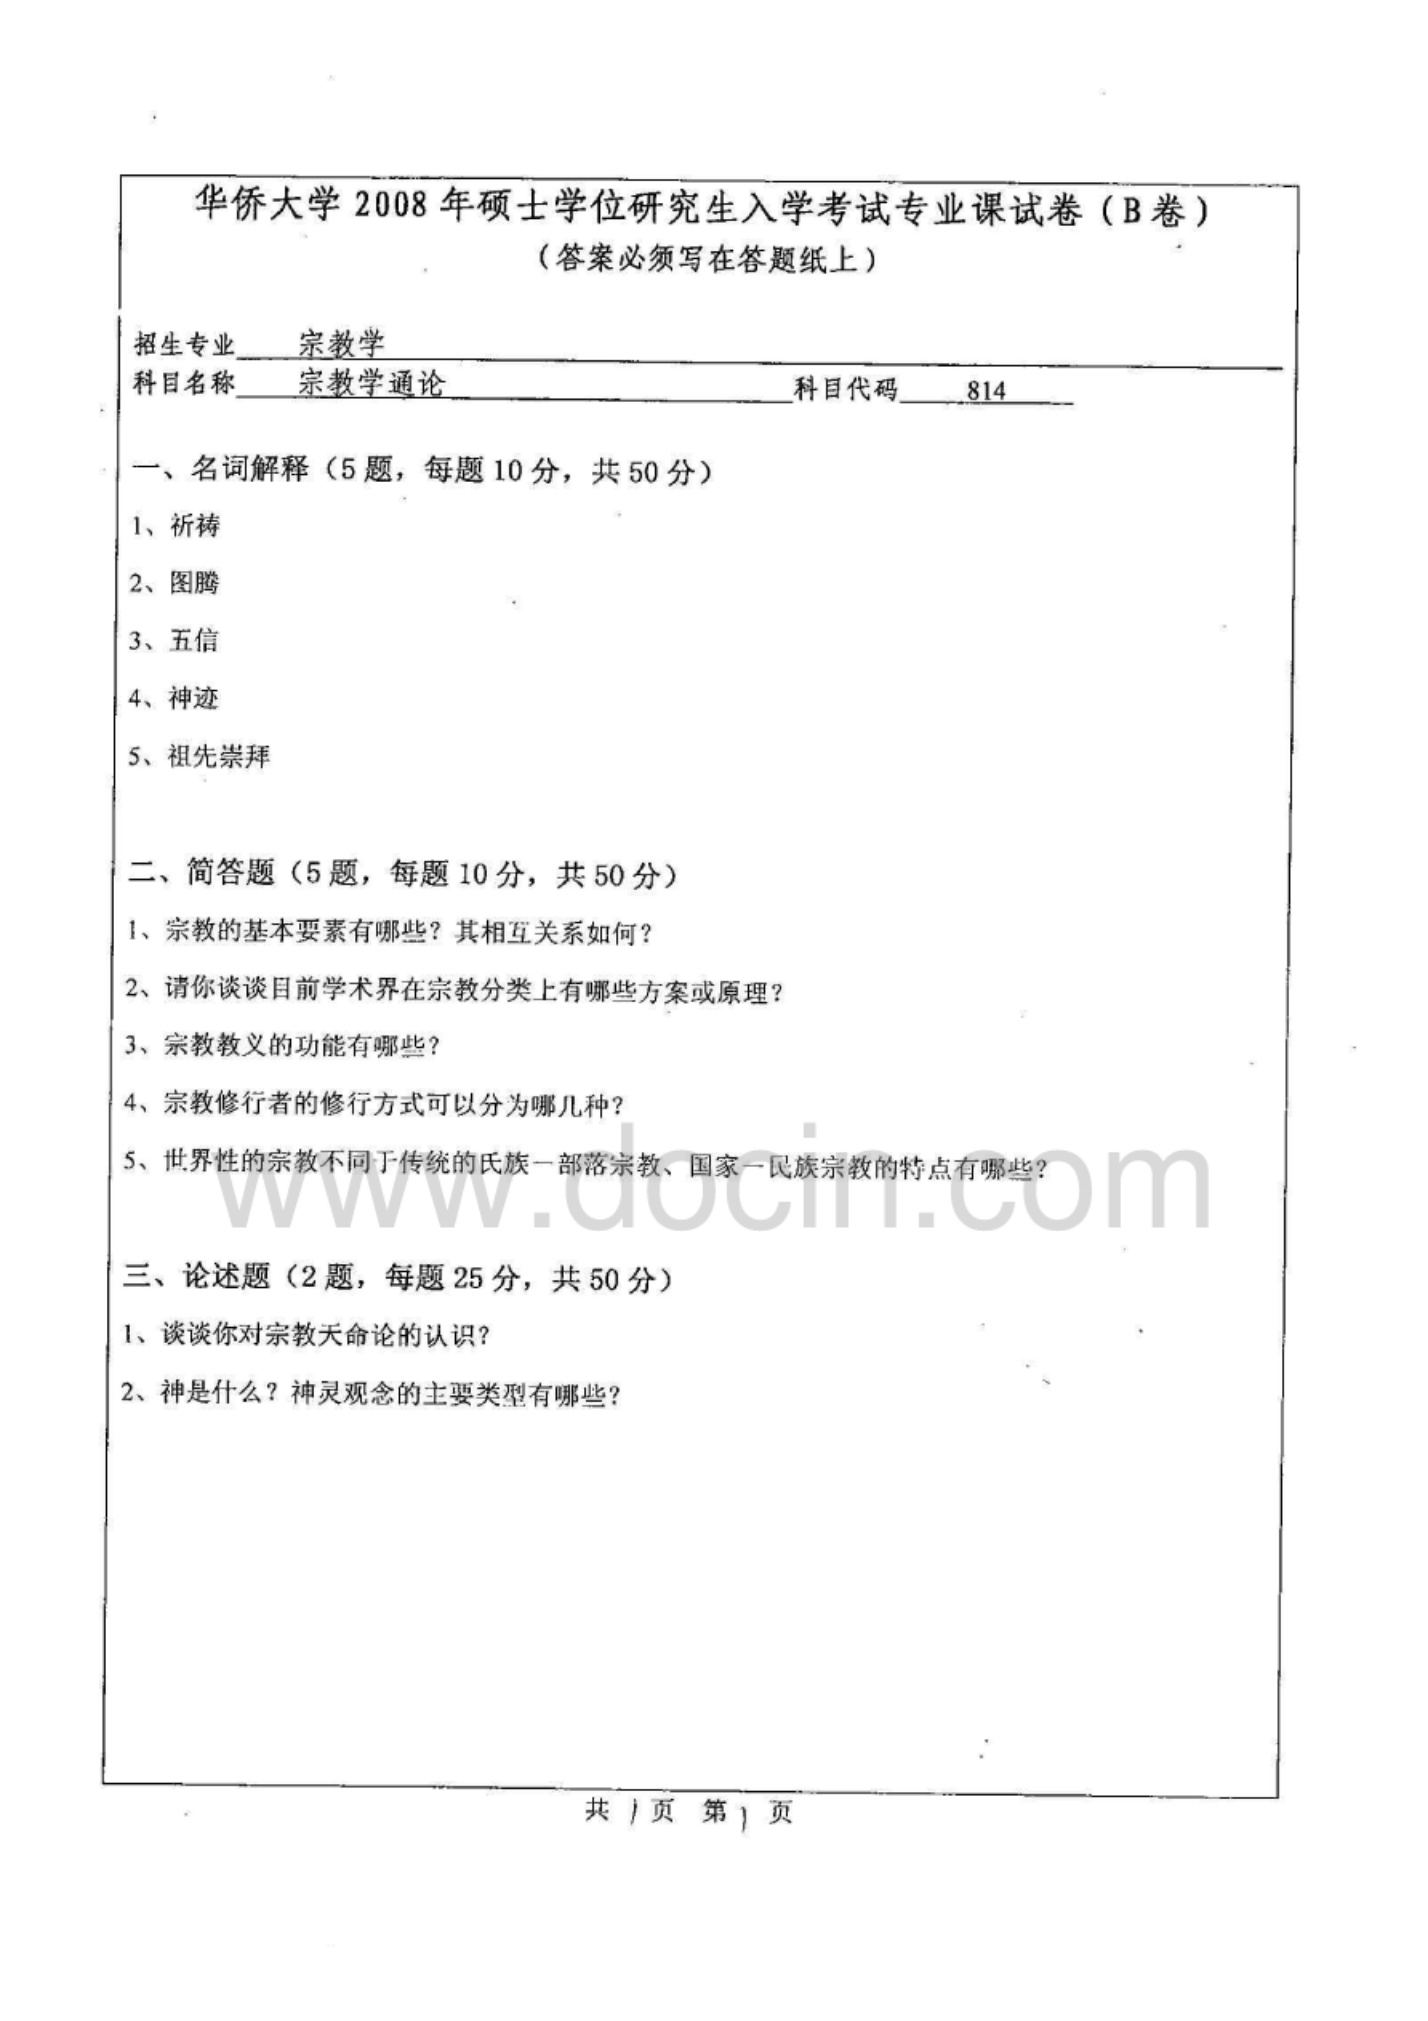 华侨大学 2008 年硕士学位研究生入学考试专业课试卷（B 卷）
（答案必须写在答题纸上）
招生专业 宗教学
科目名称 宗教学通论 科目代码 814
一、名词解释（5 题，每题 10 分，共 50 分）
1、祈祷
2、图腾
3、五信
4、神迹
5、祖先崇拜
二、简答题（5 题，每题 10 分，共 50 分）
1、宗教的基本要素有哪些？其相互关系如何？
2、请你谈谈目前学术界在宗教分类上有哪些方案或原理？
3、宗教教义的功能有哪些？
4、宗教修行者的修行方式可以分为哪几种？
5、世界性的宗教不同于传统的氏族—部落宗教、国家—民族宗教的特点有哪些？
www.docin.com
三、论述题（2 题，每题 25 分，共 50 分）
1、谈谈你对宗教天命论的认识？
2、神是什么？神灵观念的主要类型有哪些？
共 1 页 第 1 页